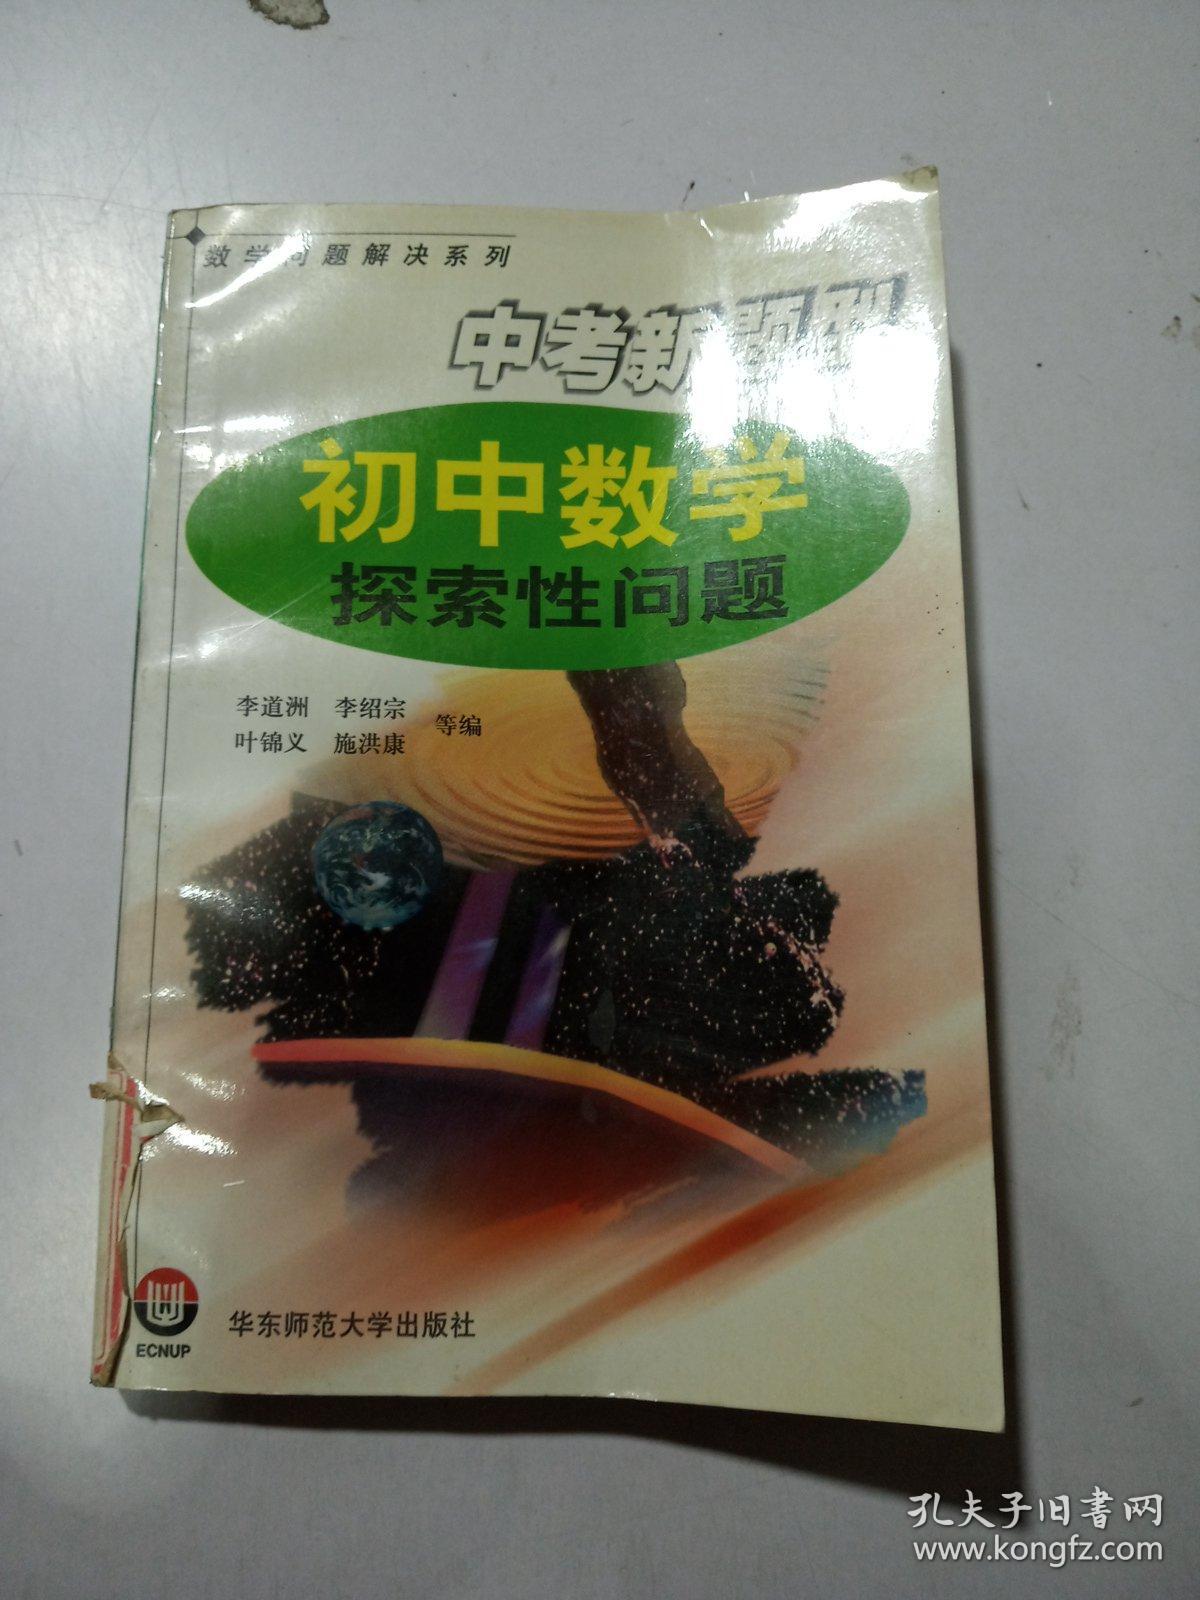 数学问题解决系列
中考新题型
初中数学
探索性问题
李道洲 李绍宗
叶锦义 施洪康
等编
华东师范大学出版社
ECNUP
孔夫子旧书网
www.kongfz.com